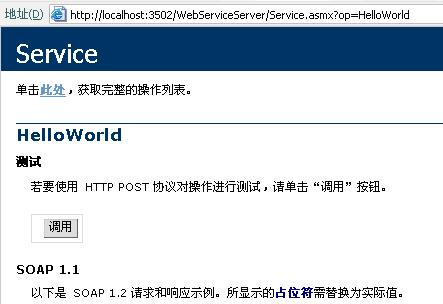 地址(D) http://localhost:3502/WebServiceServer/Service.asmx?op=HelloWorld
Service
单击此处，获取完整的操作列表。
HelloWorld
测试
若要使用 HTTP POST 协议对操作进行测试，请单击“调用”按钮。
调用
SOAP 1.1
以下是 SOAP 1.2 请求和响应示例。所显示的占位符需替换为实际值。